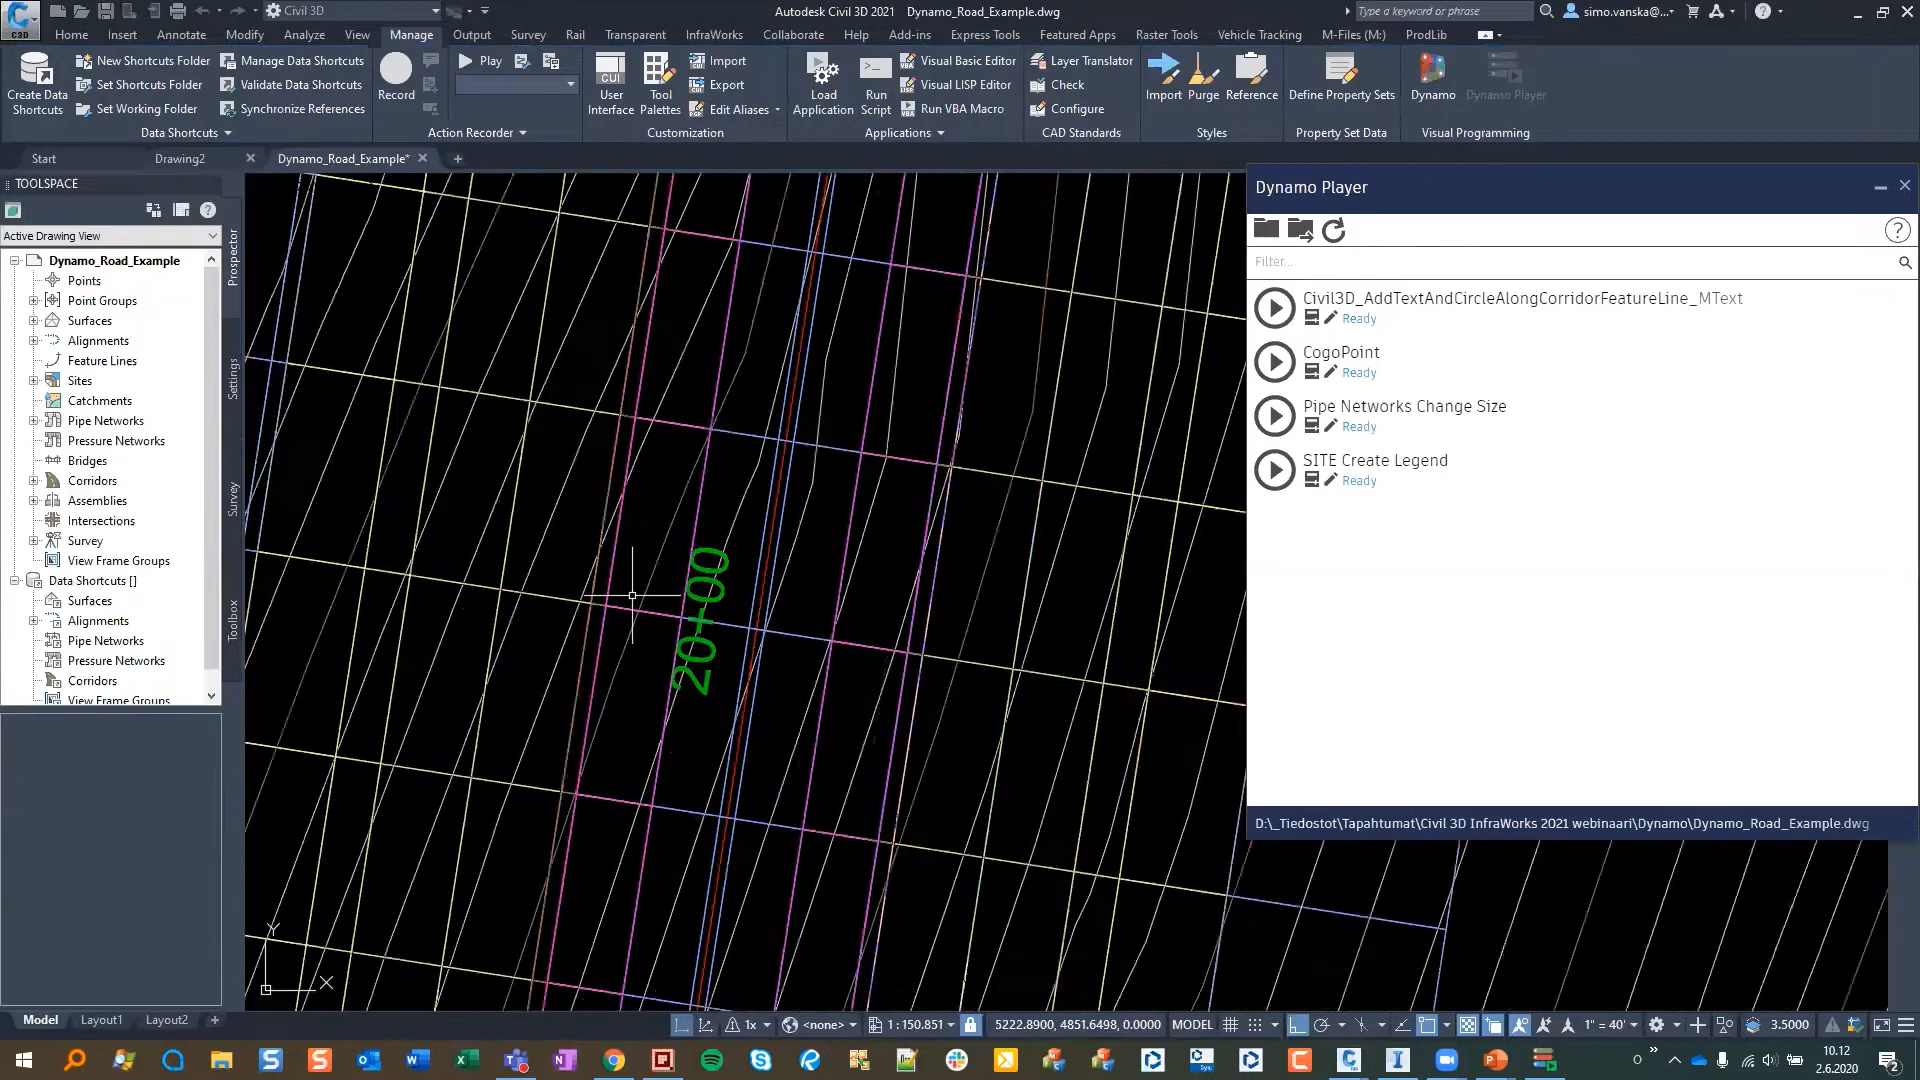 C3D
Civil 3D
Autodesk Civil 3D 2021 Dynamo_Road_Example.dwg
Type a keyword or phrase
simo.vanska@...
Home Insert Annotate Modify Analyze View Manage Output Survey Rail Transparent InfraWorks Collaborate Help Add-ins Express Tools Featured Apps Raster Tools Vehicle Tracking M-Files (M:) ProdLib
Create Data Shortcuts
New Shortcuts Folder
Set Shortcuts Folder
Set Working Folder
Manage Data Shortcuts
Validate Data Shortcuts
Synchronize References
Data Shortcuts
Record
Play
Action Recorder
CUI
User Interface
Tool Palettes
Import
Export
Edit Aliases
Customization
Load Application
Run Script
Visual Basic Editor
Visual LISP Editor
Run VBA Macro
Applications
Layer Translator
Check
Configure
CAD Standards
Import Purge Reference
Styles
Define Property Sets
Property Set Data
Dynamo Dynamo Player
Visual Programming
Start Drawing2 Dynamo_Road_Example*
TOOLSPACE
Active Drawing View
Dynamo_Road_Example
Points
Point Groups
Surfaces
Alignments
Feature Lines
Sites
Catchments
Pipe Networks
Pressure Networks
Bridges
Corridors
Assemblies
Intersections
Survey
View Frame Groups
Data Shortcuts []
Surfaces
Alignments
Pipe Networks
Pressure Networks
Corridors
View Frame Groups
Prospector
Settings
Survey
Toolbox
20+00
Y
X
Dynamo Player
Filter...
Civil3D_AddTextAndCircleAlongCorridorFeatureLine_MText
Ready
CogoPoint
Ready
Pipe Networks Change Size
Ready
SITE Create Legend
Ready
D:\_Tiedostot\Tapahtumat\Civil 3D InfraWorks 2021 webinaari\Dynamo\Dynamo_Road_Example.dwg
Model Layout1 Layout2
1x <none> 1 : 150.851 5222.8900, 4851.6498, 0.0000 MODEL 1" = 40' 3.5000
10.12
2.6.2020
2